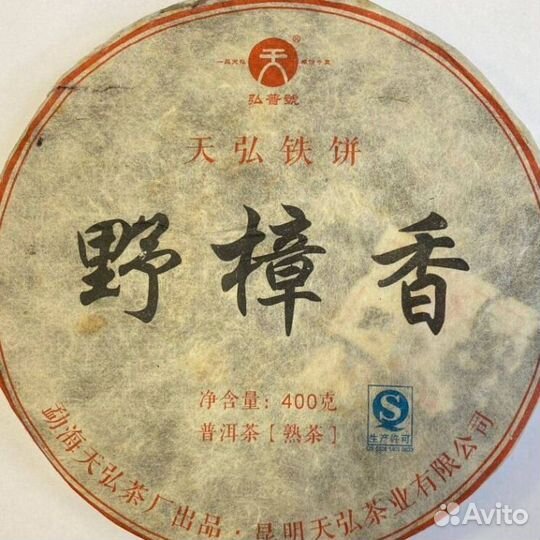 弘普號
天弘铁饼
野樟香
净含量：400克
普洱茶［熟茶］
生产许可
勐海天弘茶厂出品·昆明天弘茶业有限公司
Avito